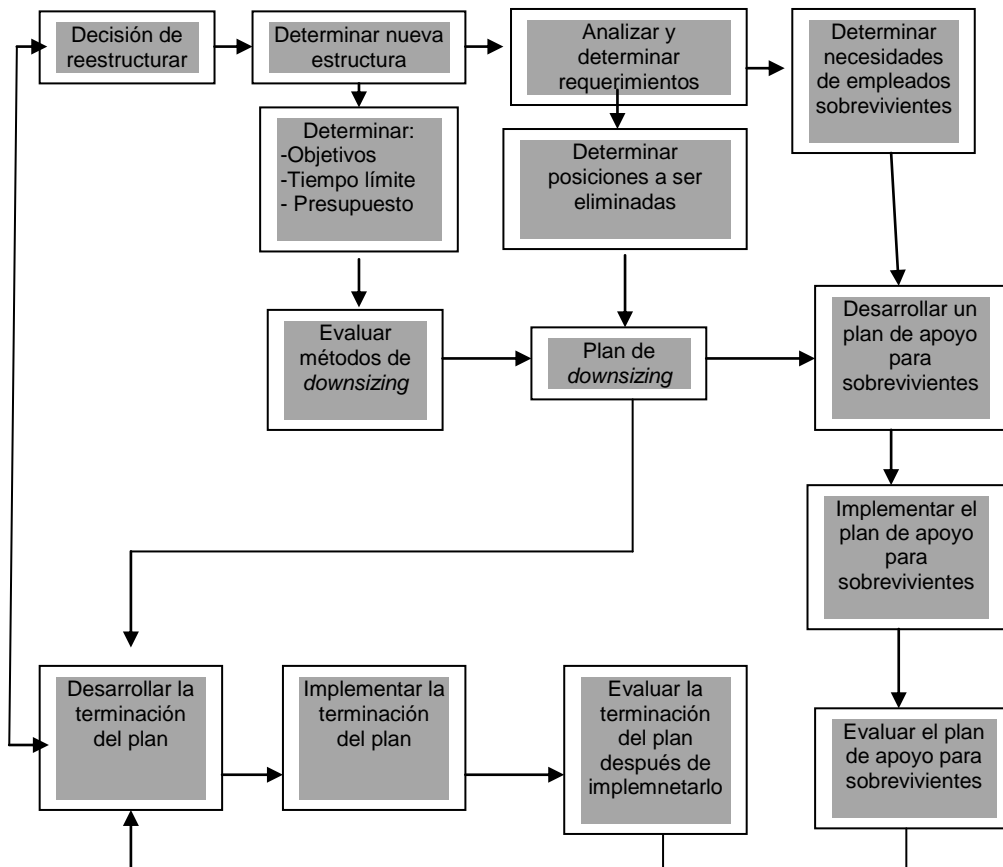 Decisión de
reestructurar
Determinar nueva
estructura
Analizar y
determinar
requerimientos
Determinar
necesidades
de empleados
sobrevivientes
Determinar:
-Objetivos
-Tiempo límite
- Presupuesto
Determinar
posiciones a ser
eliminadas
Evaluar
métodos de
downsizing
Plan de
downsizing
Desarrollar un
plan de apoyo
para
sobrevivientes
Implementar el
plan de apoyo
para
sobrevivientes
Desarrollar la
terminación
del plan
Implementar la
terminación
del plan
Evaluar la
terminación
del plan
después de
implemnetarlo
Evaluar el plan
de apoyo para
sobrevivientes